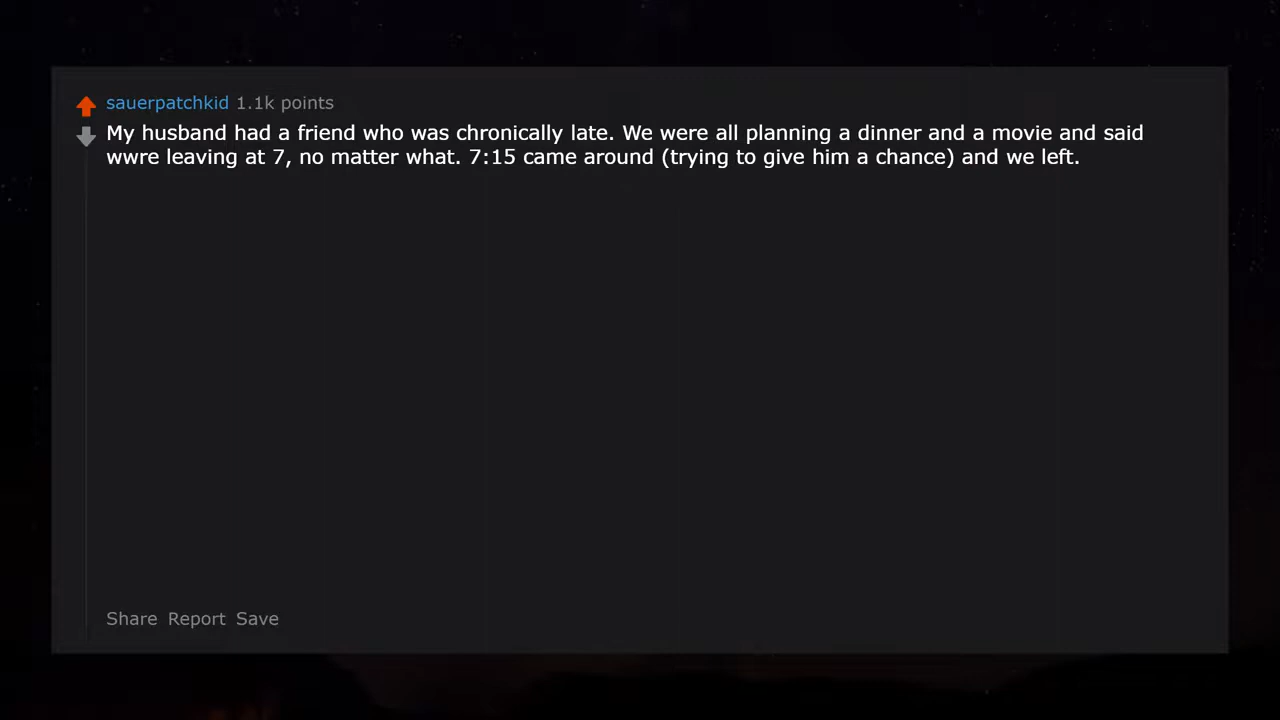 sauerpatchkid 1.1k points
My husband had a friend who was chronically late. We were all planning a dinner and a movie and said
wwre leaving at 7, no matter what. 7:15 came around (trying to give him a chance) and we left.
Share Report Save